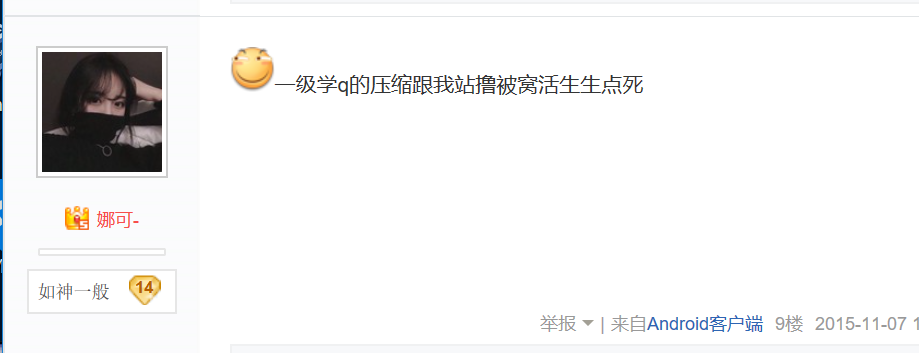 一级学q的压缩跟我站撸被窝活生生点死
娜可-
如神一般 14
举报 | 来自Android客户端 9楼 2015-11-07 1